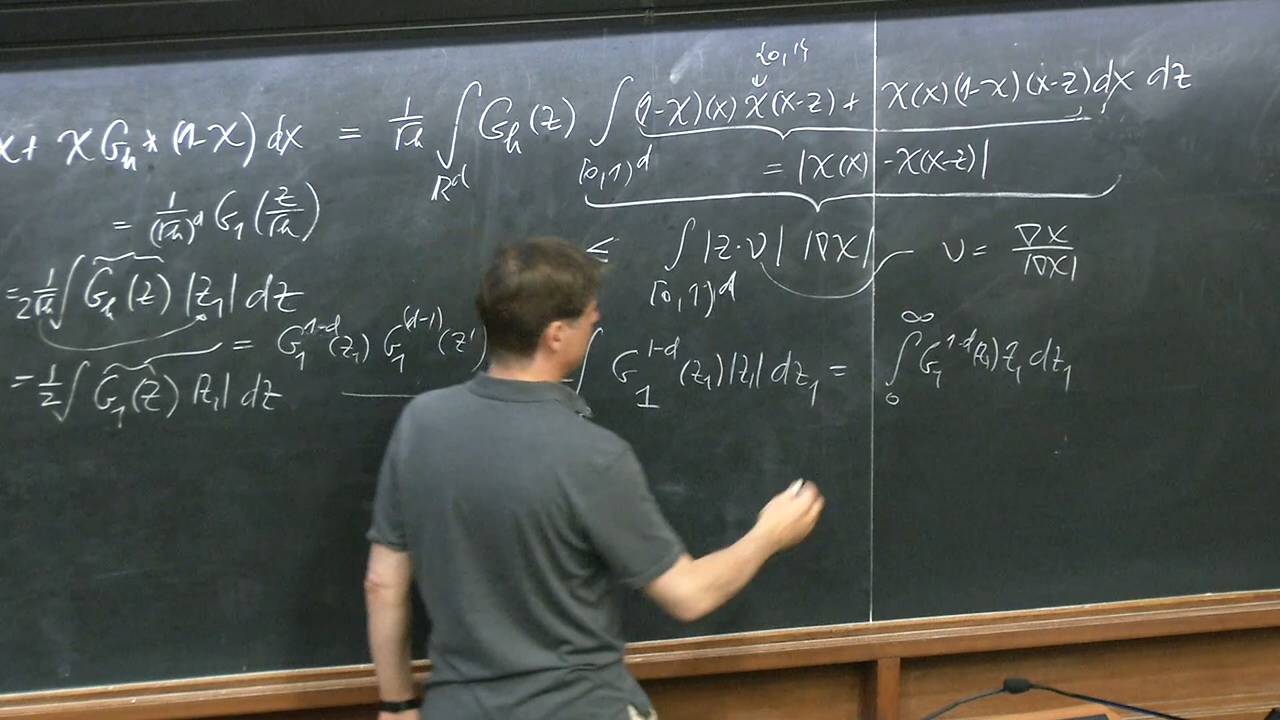 {0,1}
↓
x + χ G_h * (1-χ) dx = 1/√h ∫_{ℝ^d} G_h(z) ∫_{[0,1)^d} (1-χ)(x) χ(x-z) + χ(x)(1-χ)(x-z) dx dz
= |χ(x) - χ(x-z)|
= 1/(√h)^d G_1(z/√h)
≤ ∫_{[0,1)^d} |z·ν| |∇χ| ν = ∇χ/|∇χ|
= 1/2√h ∫ G_h(z) |z_1| dz
= G_1^{1-d}(z_1) G_1^{(d-1)}(z')
= 1/2 ∫ G_1(z) |z_1| dz ∫ G_1^{1-d}(z_1) |z_1| dz_1 = ∫_0^∞ G_1^{1-d}(z_1) z_1 dz_1